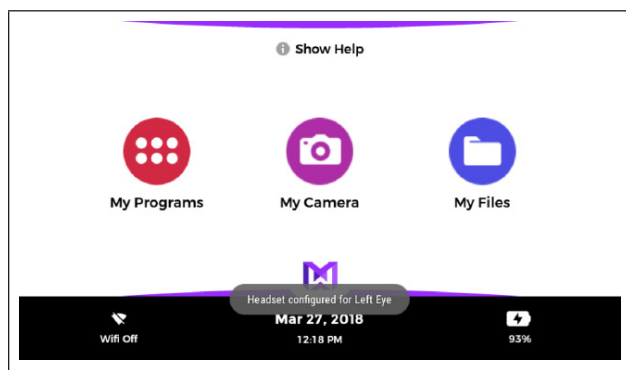 Show Help
My Programs
My Camera
My Files
Headset configured for Left Eye
Mar 27, 2018
Wifi Off
12:18 PM
93%